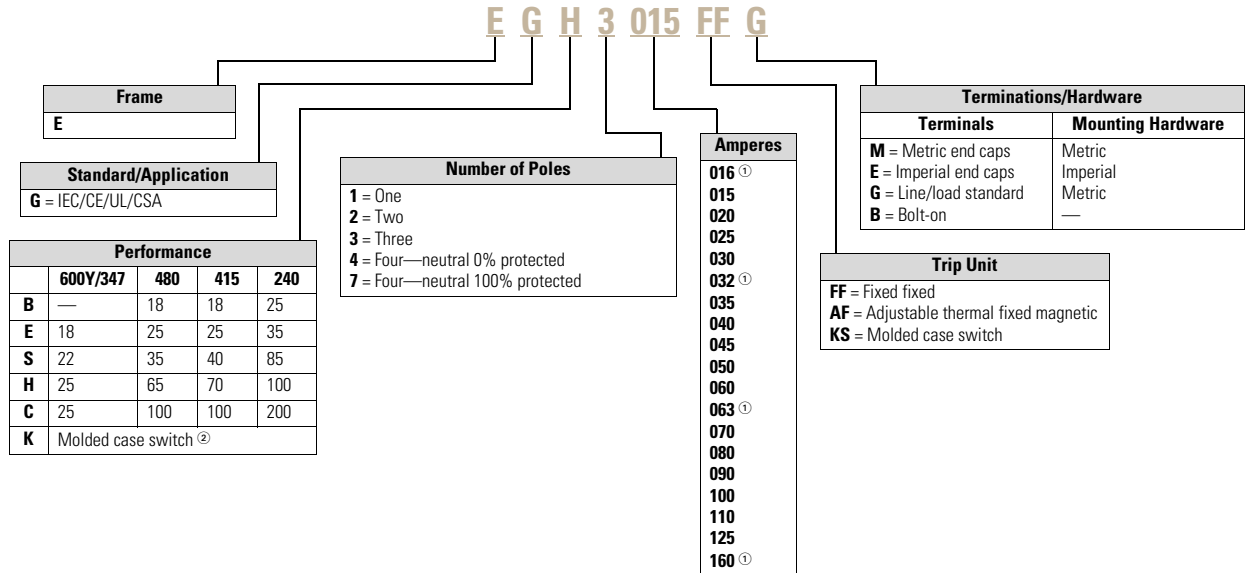 E G H 3 015 FF G
Frame
E
Standard/Application
G = IEC/CE/UL/CSA
Performance
600Y/347 480 415 240
B — 18 18 25
E 18 25 25 35
S 22 35 40 85
H 25 65 70 100
C 25 100 100 200
K Molded case switch ②
Number of Poles
1 = One
2 = Two
3 = Three
4 = Four—neutral 0% protected
7 = Four—neutral 100% protected
Amperes
016 ①
015
020
025
030
032 ①
035
040
045
050
060
063 ①
070
080
090
100
110
125
160 ①
Trip Unit
FF = Fixed fixed
AF = Adjustable thermal fixed magnetic
KS = Molded case switch
Terminations/Hardware
Terminals Mounting Hardware
M = Metric end caps Metric
E = Imperial end caps Imperial
G = Line/load standard Metric
B = Bolt-on —